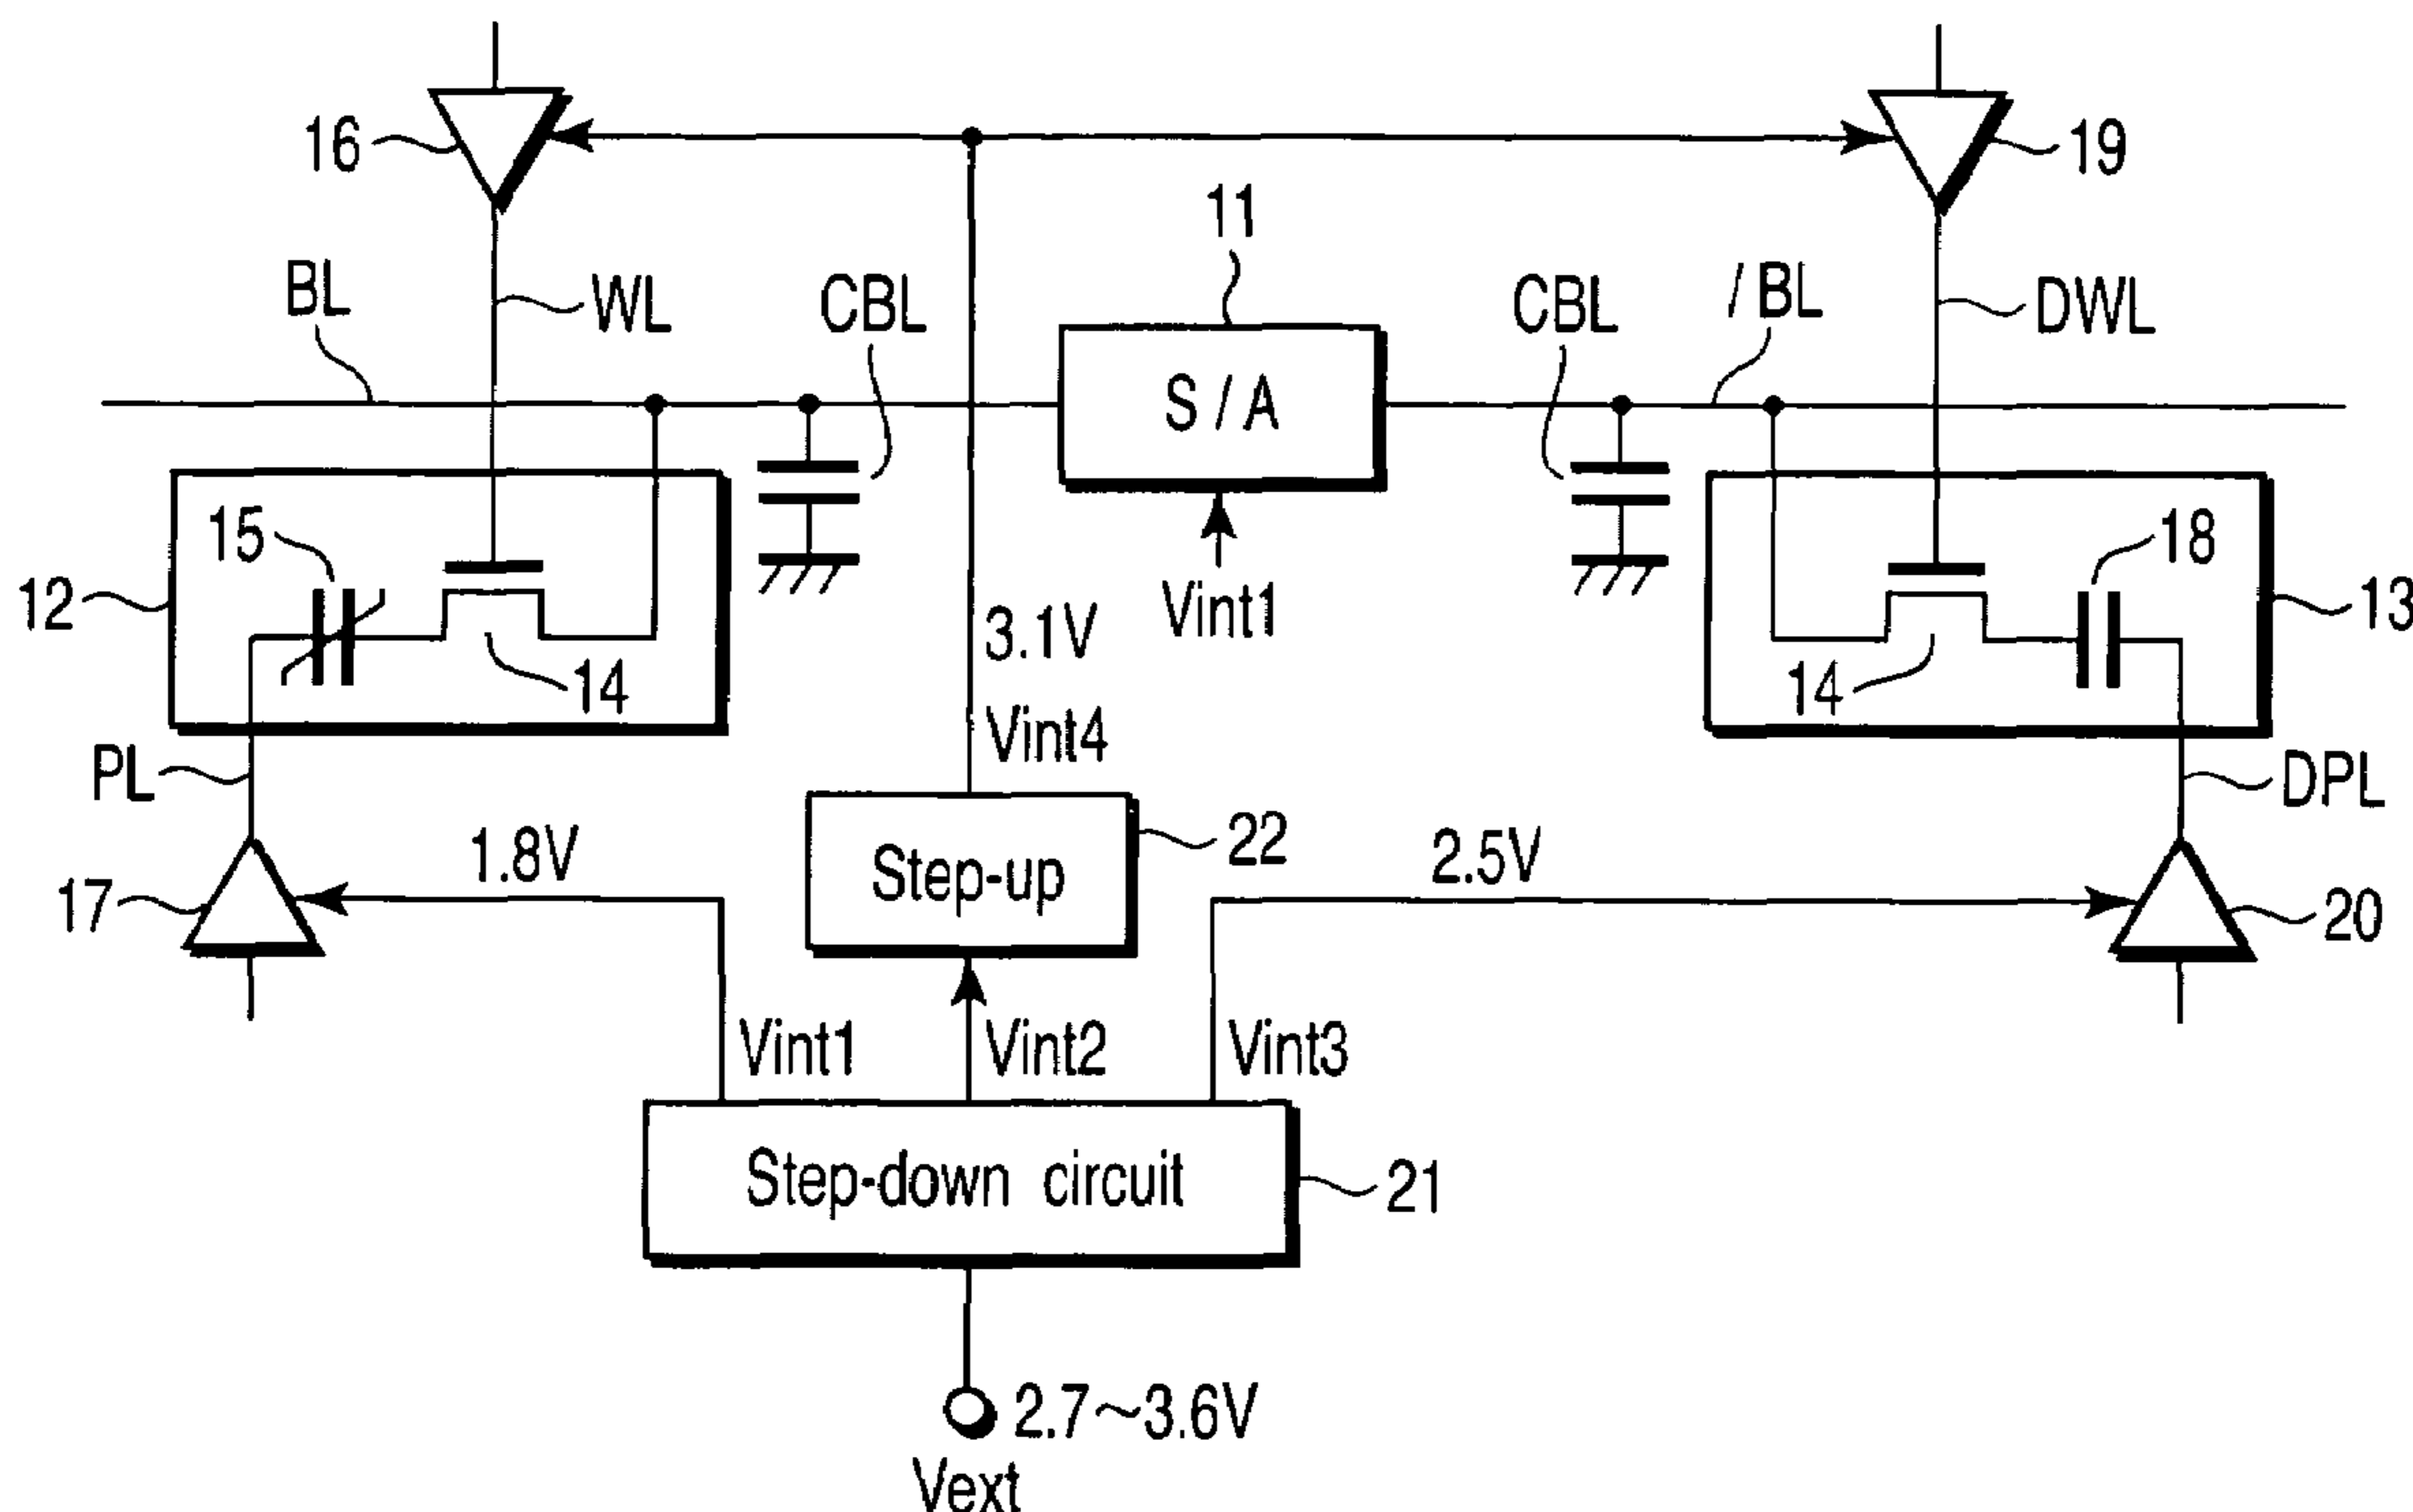 16
19
11
BL
WL
CBL
CBL
/BL
DWL
S/A
15
18
12
Vint1
13
3.1V
14
14
Vint4
PL
DPL
1.8V
Step-up
22
2.5V
17
20
Vint1
Vint2
Vint3
Step-down circuit
21
2.7~3.6V
Vext